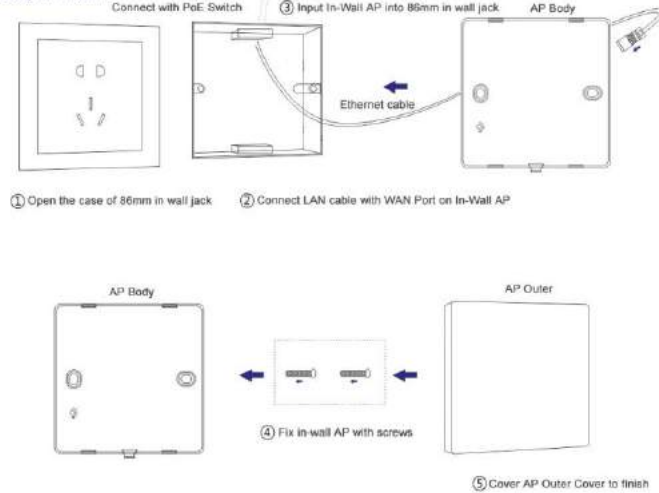 Connect with PoE Switch
③ Input In-Wall AP into 86mm in wall jack
AP Body
Ethernet cable
① Open the case of 86mm in wall jack
② Connect LAN cable with WAN Port on In-Wall AP
AP Body
AP Outer
④ Fix in-wall AP with screws
⑤ Cover AP Outer Cover to finish